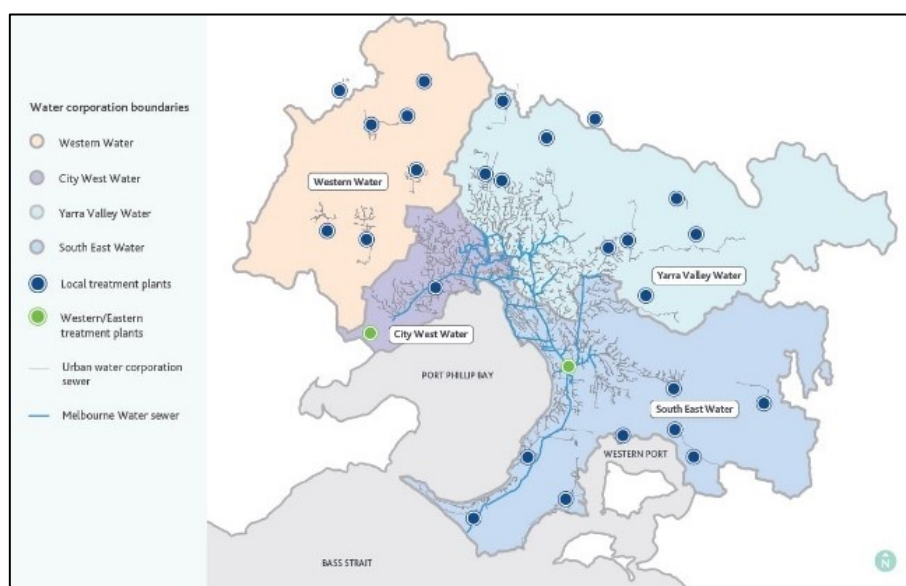 Water corporation boundaries
Western Water
City West Water
Yarra Valley Water
South East Water
Local treatment plants
Western/Eastern
treatment plants
Urban water corporation
sewer
Melbourne Water sewer
Western Water
Yarra Valley Water
City West Water
PORT PHILLIP BAY
South East Water
WESTERN PORT
BASS STRAIT
N